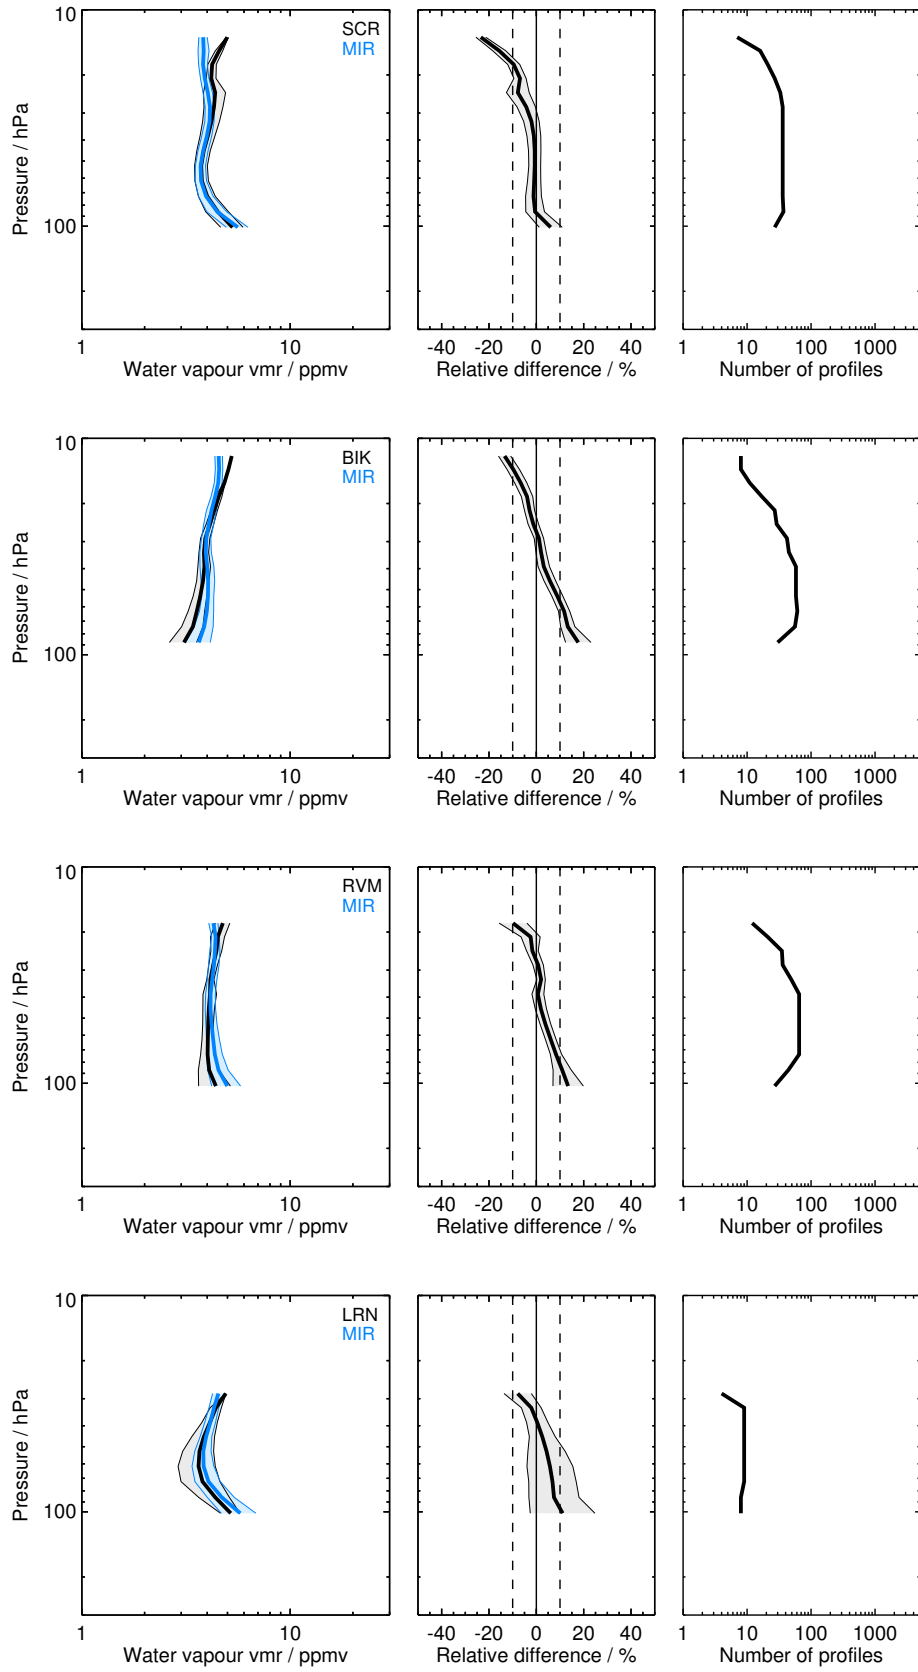 10
100
Pressure / hPa
SCR
MIR
1 10
Water vapour vmr / ppmv
-40 -20 0 20 40
Relative difference / %
1 10 100 1000
Number of profiles
10
100
Pressure / hPa
BIK
MIR
1 10
Water vapour vmr / ppmv
-40 -20 0 20 40
Relative difference / %
1 10 100 1000
Number of profiles
10
100
Pressure / hPa
RVM
MIR
1 10
Water vapour vmr / ppmv
-40 -20 0 20 40
Relative difference / %
1 10 100 1000
Number of profiles
10
100
Pressure / hPa
LRN
MIR
1 10
Water vapour vmr / ppmv
-40 -20 0 20 40
Relative difference / %
1 10 100 1000
Number of profiles